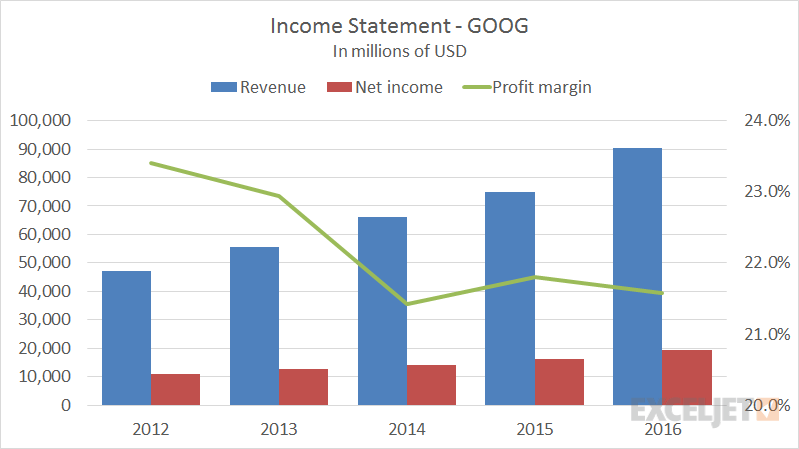 Income Statement - GOOG
In millions of USD
Revenue Net income Profit margin
100,000 24.0%
90,000
80,000 23.0%
70,000
60,000
50,000 22.0%
40,000
30,000 21.0%
20,000
10,000
0 20.0%
EXCELJET
2012 2013 2014 2015 2016